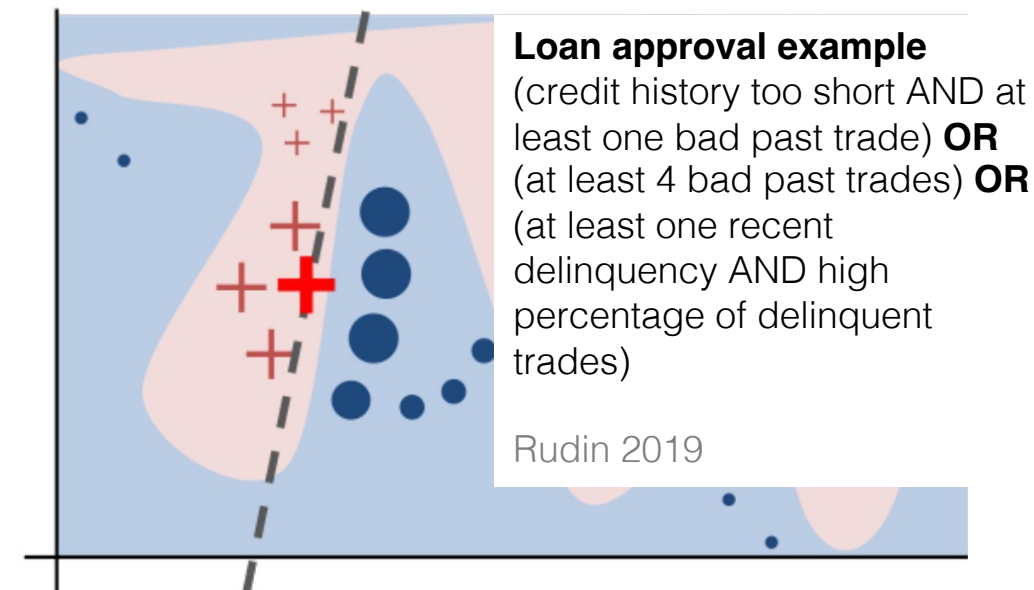 Loan approval example
(credit history too short AND at
least one bad past trade) OR
(at least 4 bad past trades) OR
(at least one recent
delinquency AND high
percentage of delinquent
trades)
Rudin 2019